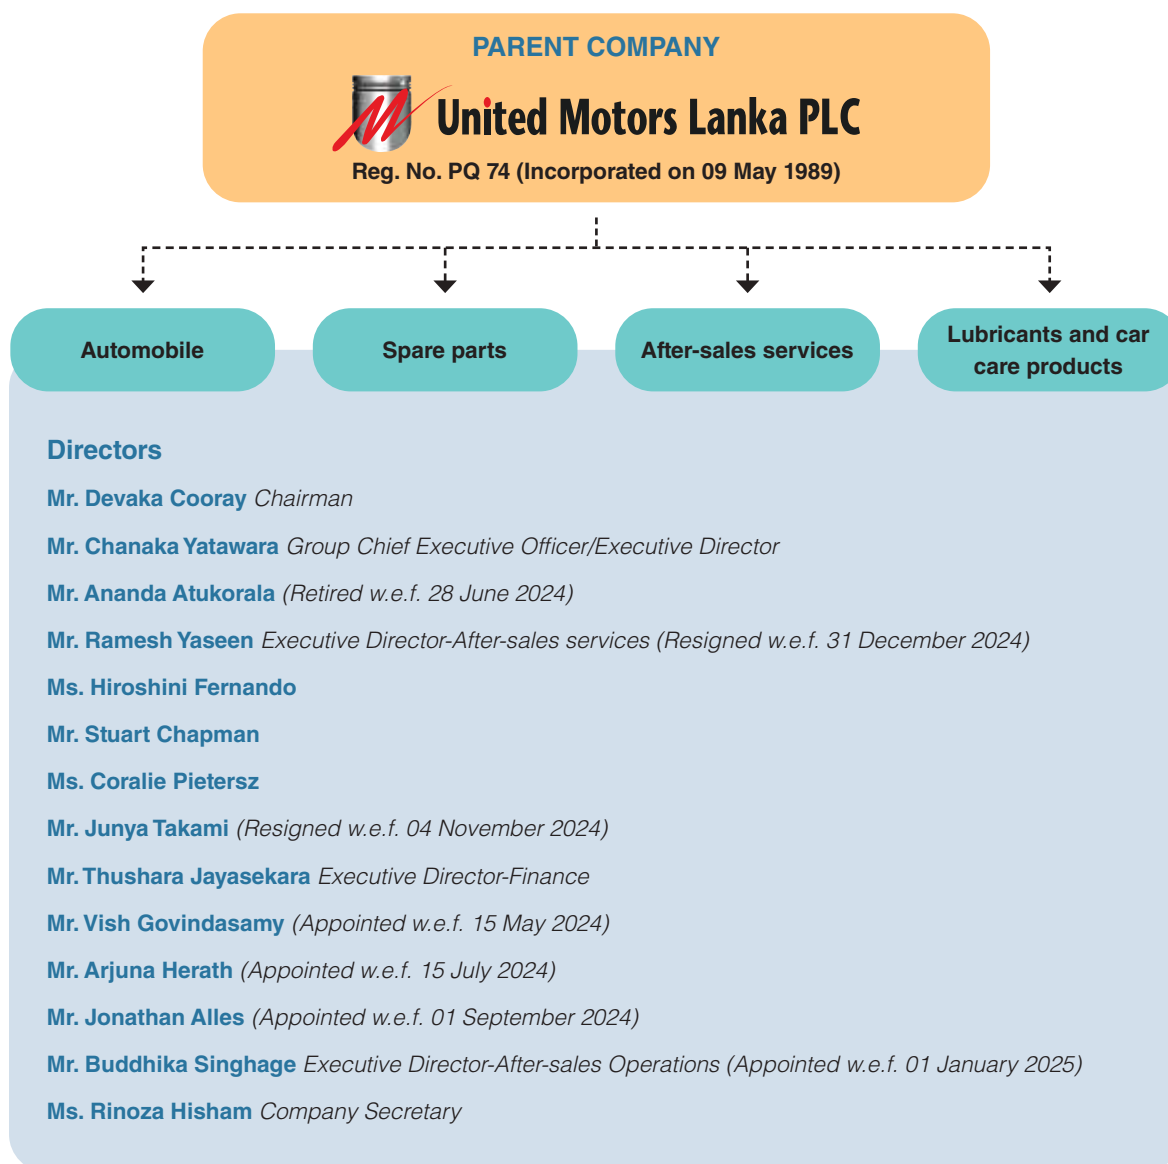 PARENT COMPANY
United Motors Lanka PLC
Reg. No. PQ 74 (Incorporated on 09 May 1989)
Automobile
Spare parts
After-sales services
Lubricants and car
care products
Directors
Mr. Devaka Cooray Chairman
Mr. Chanaka Yatawara Group Chief Executive Officer/Executive Director
Mr. Ananda Atukorala (Retired w.e.f. 28 June 2024)
Mr. Ramesh Yaseen Executive Director-After-sales services (Resigned w.e.f. 31 December 2024)
Ms. Hiroshini Fernando
Mr. Stuart Chapman
Ms. Coralie Pietersz
Mr. Junya Takami (Resigned w.e.f. 04 November 2024)
Mr. Thushara Jayasekara Executive Director-Finance
Mr. Vish Govindasamy (Appointed w.e.f. 15 May 2024)
Mr. Arjuna Herath (Appointed w.e.f. 15 July 2024)
Mr. Jonathan Alles (Appointed w.e.f. 01 September 2024)
Mr. Buddhika Singhage Executive Director-After-sales Operations (Appointed w.e.f. 01 January 2025)
Ms. Rinoza Hisham Company Secretary